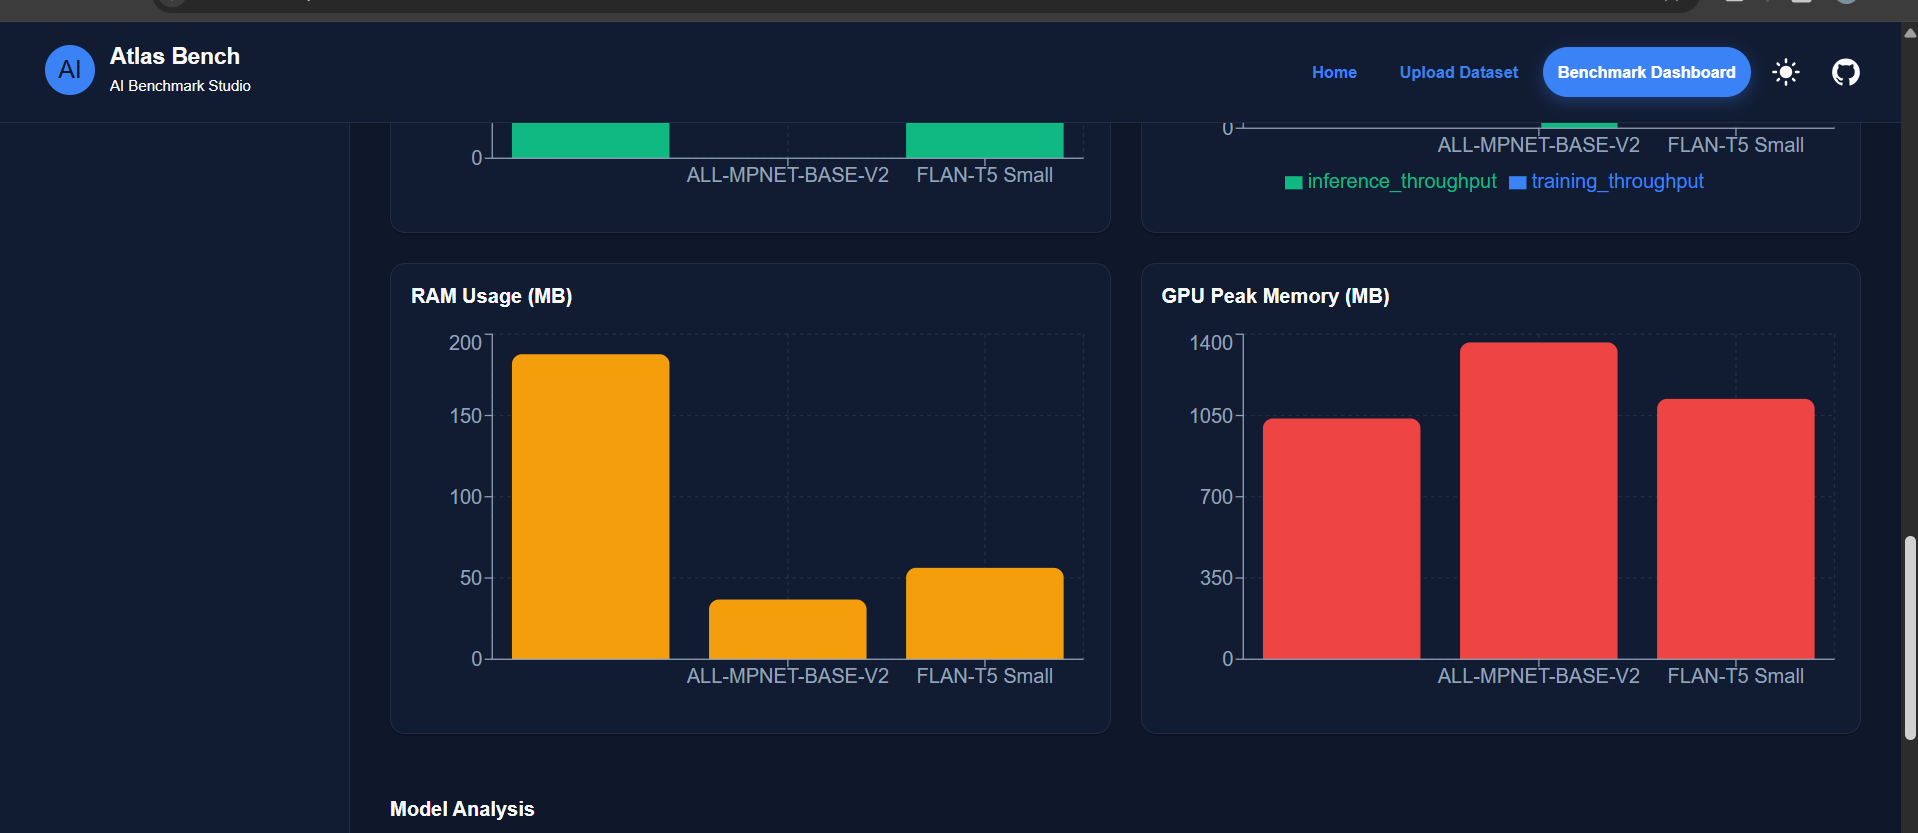 AI
Atlas Bench
AI Benchmark Studio
Home
Upload Dataset
Benchmark Dashboard
0
ALL-MPNET-BASE-V2
FLAN-T5 Small
0
ALL-MPNET-BASE-V2
FLAN-T5 Small
inference_throughput
training_throughput
RAM Usage (MB)
200
150
100
50
0
ALL-MPNET-BASE-V2
FLAN-T5 Small
GPU Peak Memory (MB)
1400
1050
700
350
0
ALL-MPNET-BASE-V2
FLAN-T5 Small
Model Analysis